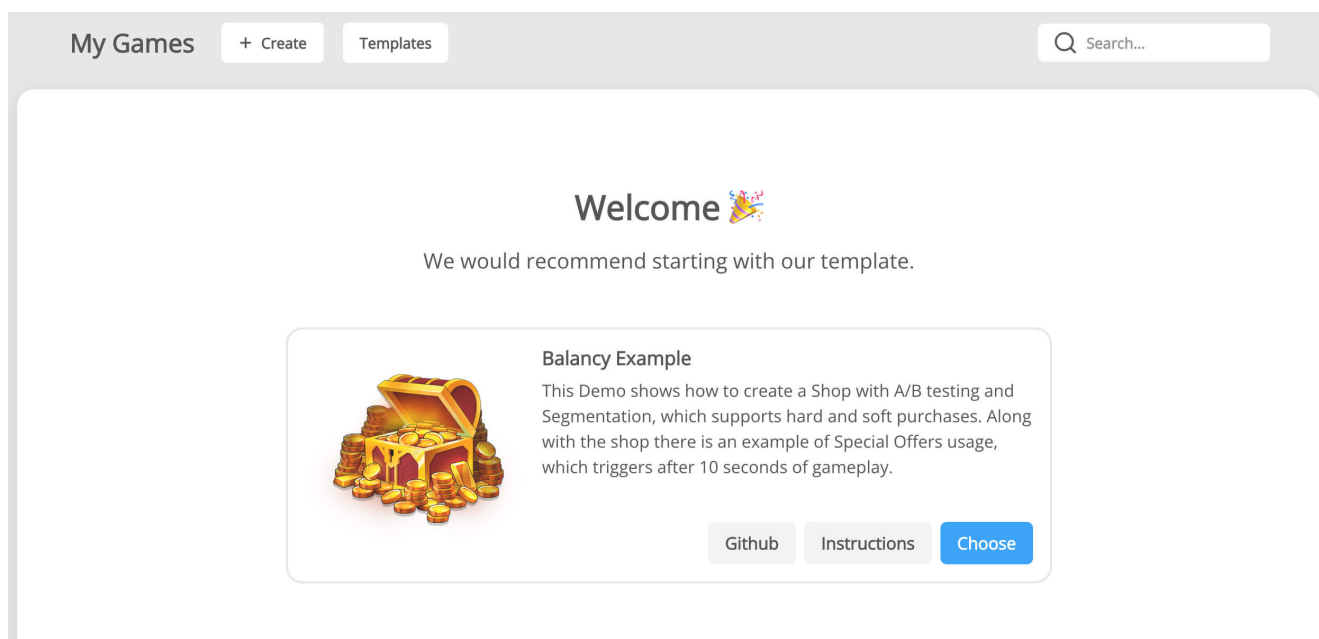 My Games
+ Create
Templates
Search...
Welcome 🎉
We would recommend starting with our template.
Balancy Example
This Demo shows how to create a Shop with A/B testing and
Segmentation, which supports hard and soft purchases. Along
with the shop there is an example of Special Offers usage,
which triggers after 10 seconds of gameplay.
Github
Instructions
Choose